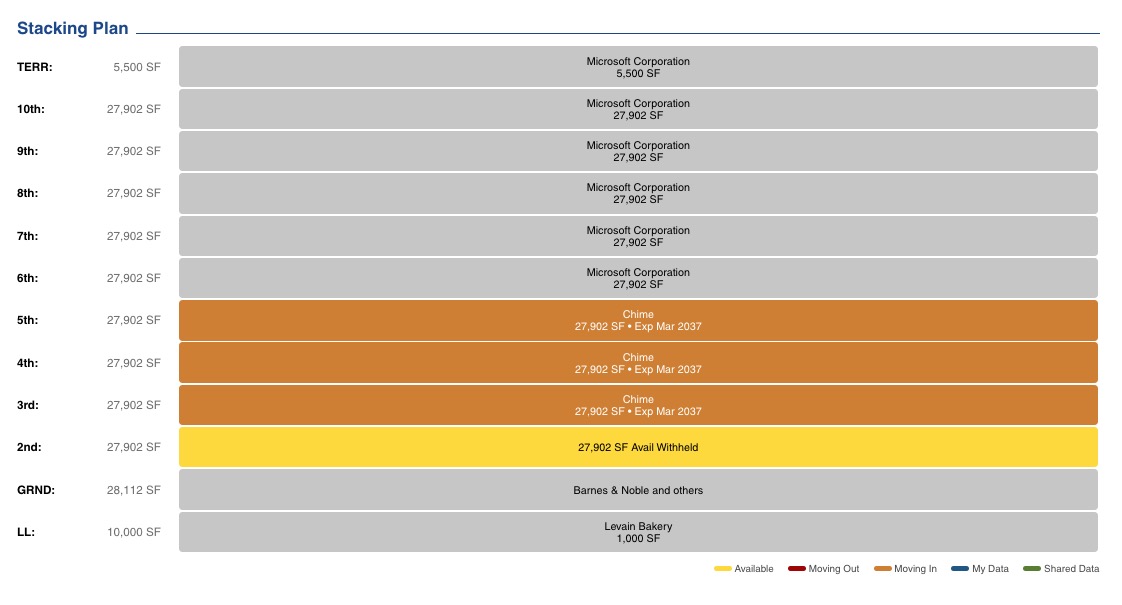 Stacking Plan
TERR: 5,500 SF
Microsoft Corporation
5,500 SF
10th: 27,902 SF
Microsoft Corporation
27,902 SF
9th: 27,902 SF
Microsoft Corporation
27,902 SF
8th: 27,902 SF
Microsoft Corporation
27,902 SF
7th: 27,902 SF
Microsoft Corporation
27,902 SF
6th: 27,902 SF
Microsoft Corporation
27,902 SF
5th: 27,902 SF
Chime
27,902 SF • Exp Mar 2037
4th: 27,902 SF
Chime
27,902 SF • Exp Mar 2037
3rd: 27,902 SF
Chime
27,902 SF • Exp Mar 2037
2nd: 27,902 SF
27,902 SF Avail Withheld
GRND: 28,112 SF
Barnes & Noble and others
LL: 10,000 SF
Levain Bakery
1,000 SF
Available Moving Out Moving In My Data Shared Data